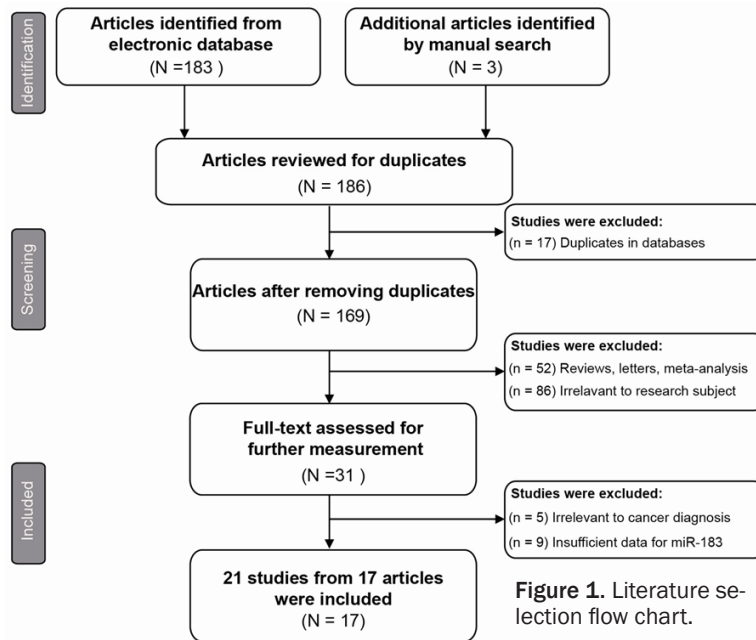 Identification
Articles identified from
electronic database
(N =183 )
Additional articles identified
by manual search
(N = 3)
Articles reviewed for duplicates
(N = 186)
Screening
Studies were excluded:
(n = 17) Duplicates in databases
Articles after removing duplicates
(N = 169)
Studies were excluded:
(n = 52) Reviews, letters, meta-analysis
(n = 86) Irrelavant to research subject
Full-text assessed for
further measurement
(N =31 )
Included
Studies were excluded:
(n = 5) Irrelevant to cancer diagnosis
(n = 9) Insufficient data for miR-183
21 studies from 17 articles
were included
(N = 17)
Figure 1. Literature se-
lection flow chart.